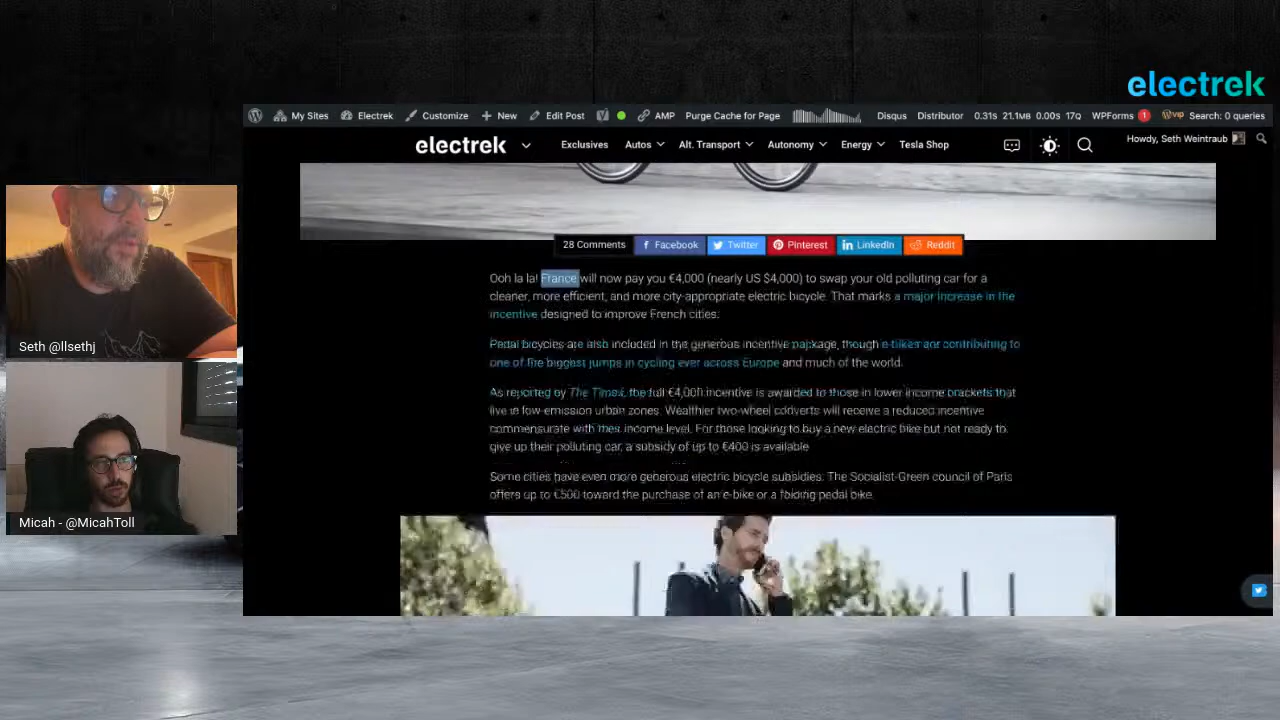 electrek
My Sites Electrek Customize New Edit Post AMP Purge Cache for Page Disqus Distributor 0.31s 21.1MB 0.00s 17Q WPForms 1 vip Search: 0 queries
electrek Exclusives Autos Alt. Transport Autonomy Energy Tesla Shop Howdy, Seth Weintraub
28 Comments Facebook Twitter Pinterest LinkedIn Reddit
Ooh la la! France will now pay you €4,000 (nearly US $4,000) to swap your old polluting car for a
cleaner, more efficient, and more city-appropriate electric bicycle. That marks a major increase in the
incentive designed to improve French cities.
Pedal bicycles are also included in the generous incentive package, though e-bikes are contributing to
one of the biggest jumps in cycling ever across Europe and much of the world.
As reported by The Times, the full €4,000 incentive is awarded to those in lower income brackets that
live in low-emission urban zones. Wealthier two-wheel converts will receive a reduced incentive
commensurate with their income level. For those looking to buy a new electric bike but not ready to
give up their polluting car, a subsidy of up to €400 is available
Some cities have even more generous electric bicycle subsidies. The Socialist-Green council of Paris
offers up to €500 toward the purchase of an e-bike or a folding pedal bike.
Seth @llsethj
Micah - @MicahToll